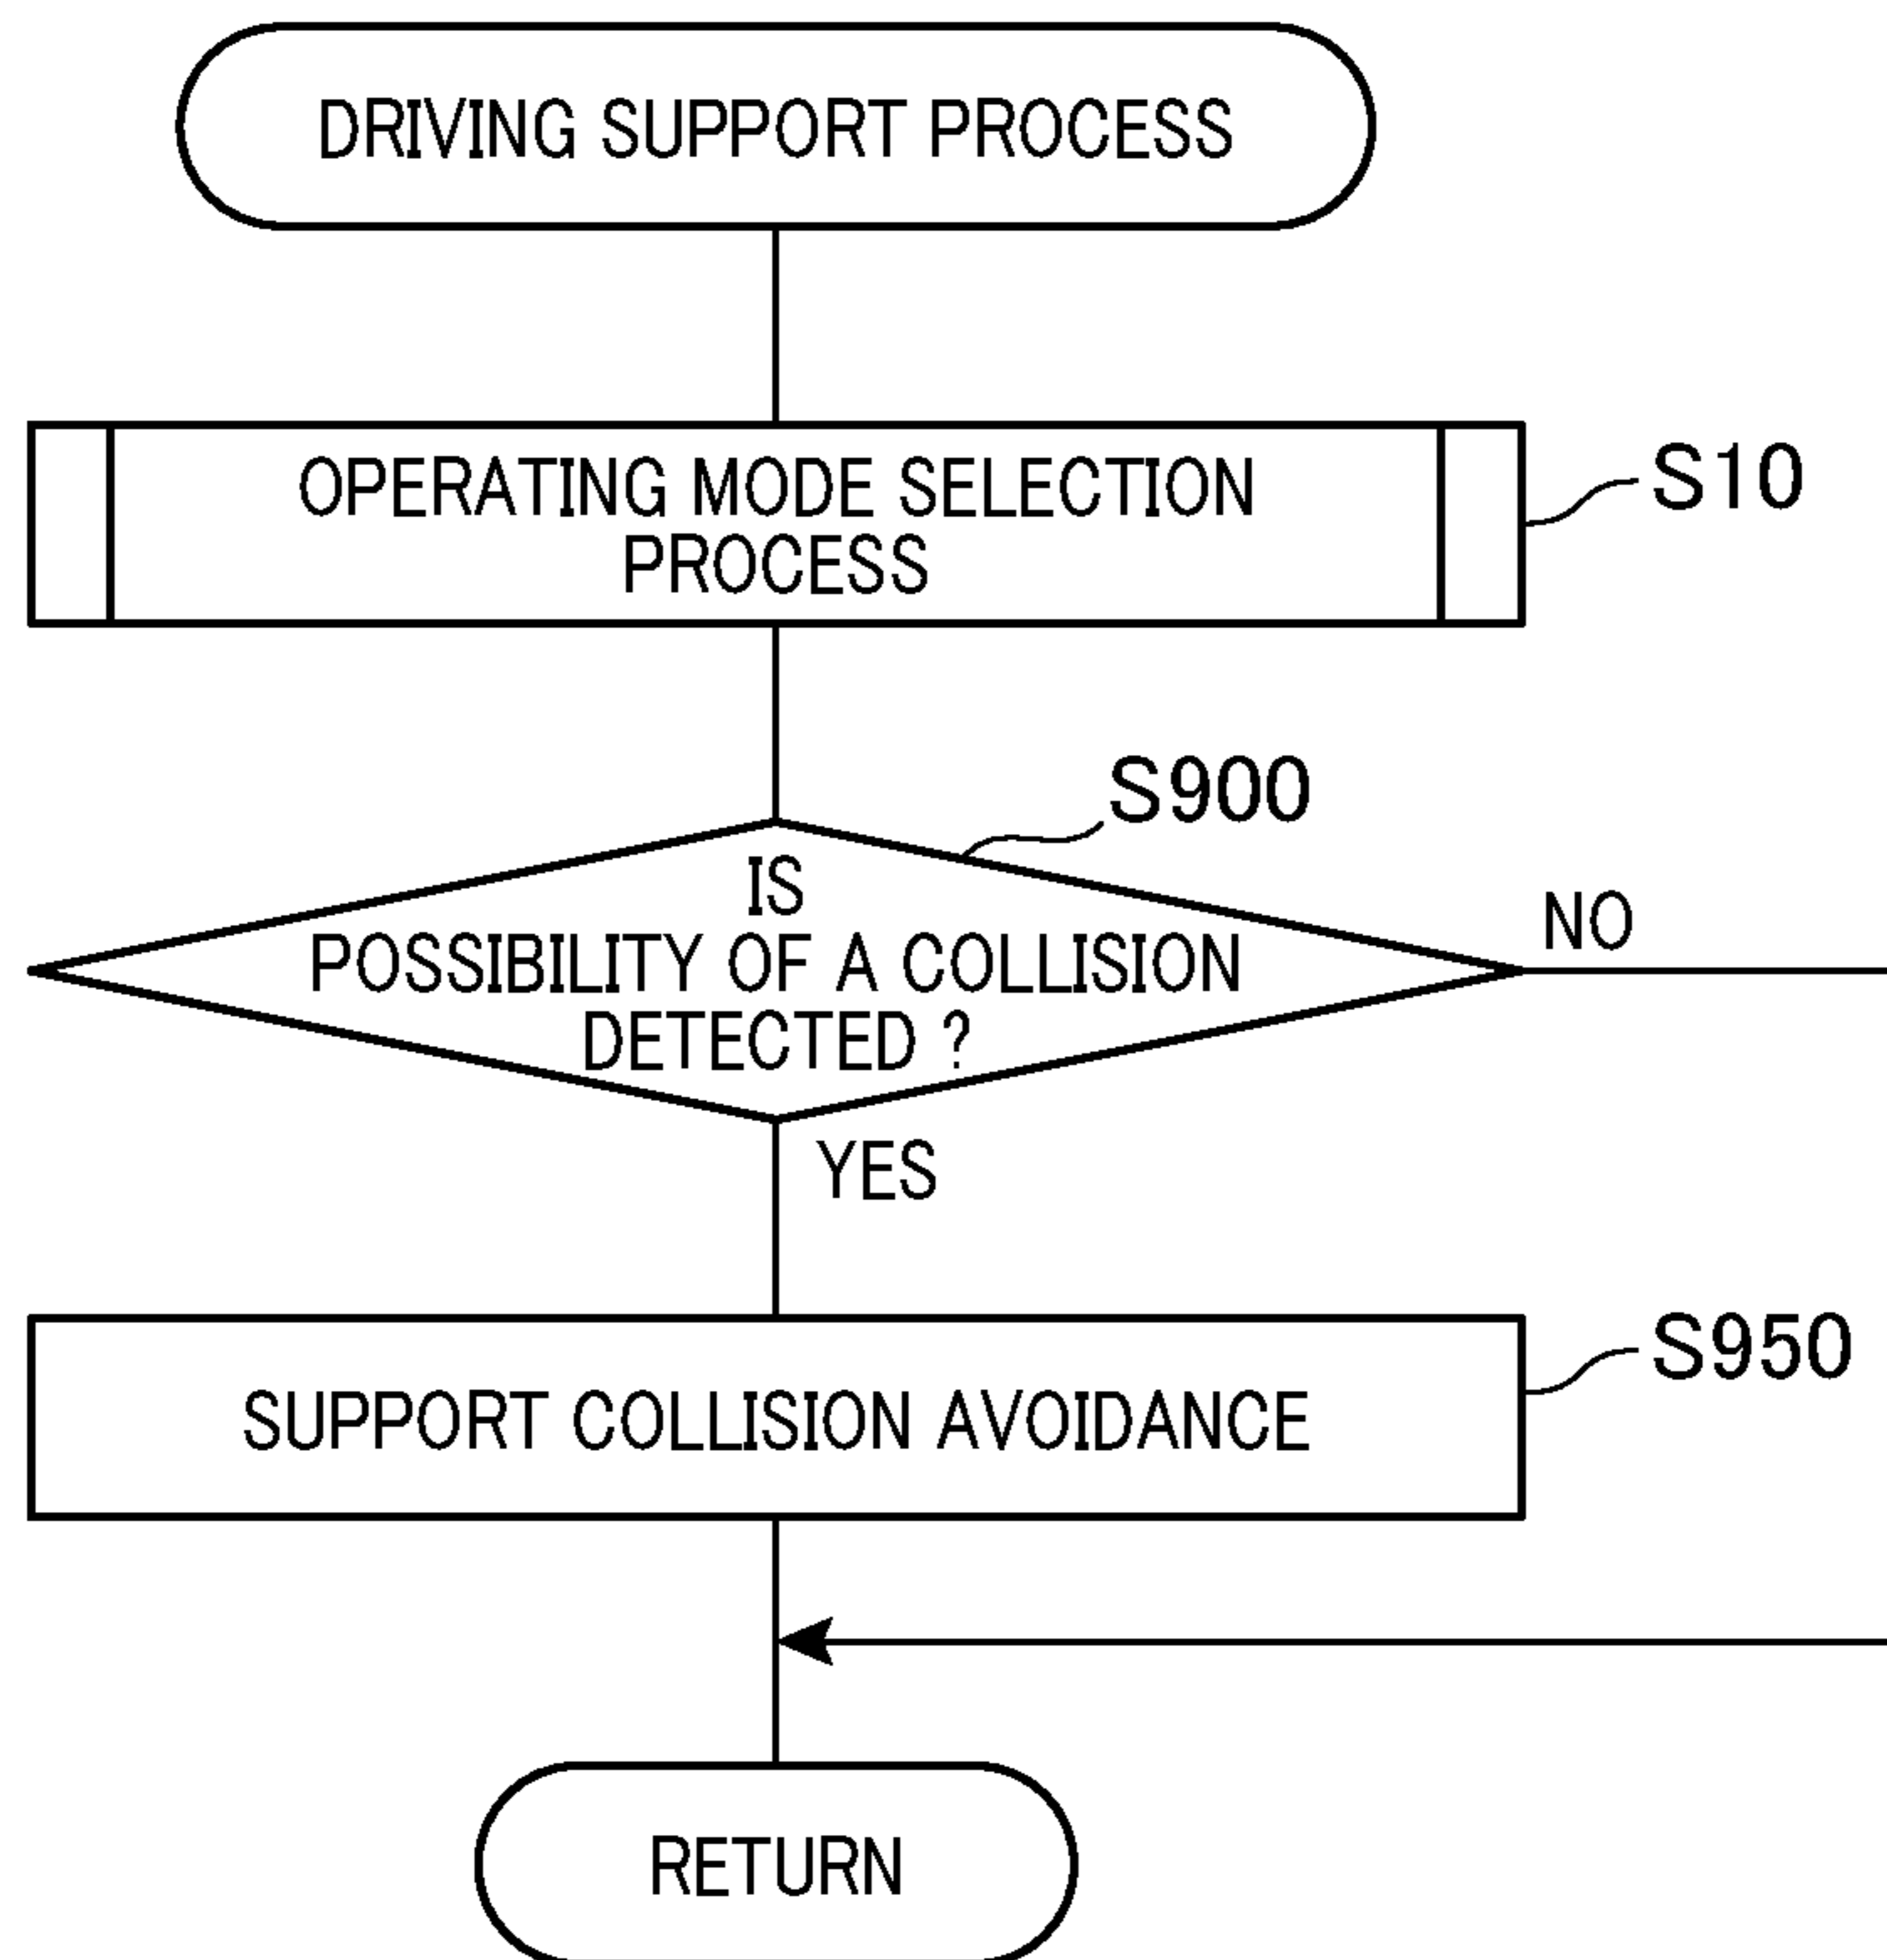 DRIVING SUPPORT PROCESS
OPERATING MODE SELECTION
PROCESS
S10
S900
IS
POSSIBILITY OF A COLLISION
DETECTED ?
NO
YES
SUPPORT COLLISION AVOIDANCE
S950
RETURN